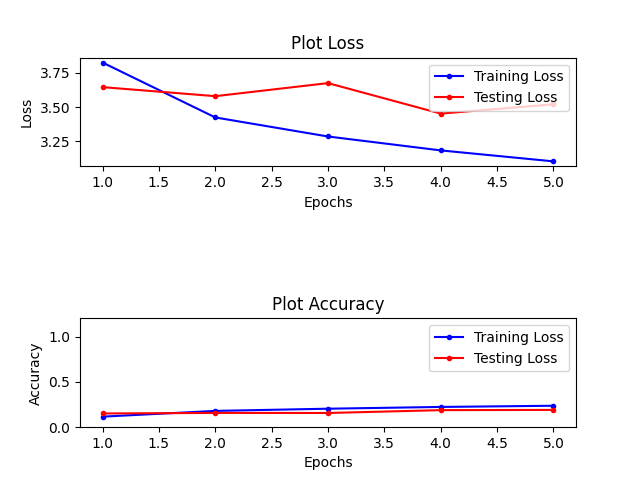 Plot Loss
3.75
3.50
3.25
Loss
Training Loss
Testing Loss
1.0 1.5 2.0 2.5 3.0 3.5 4.0 4.5 5.0
Epochs
Plot Accuracy
1.0
0.5
0.0
Accuracy
Training Loss
Testing Loss
1.0 1.5 2.0 2.5 3.0 3.5 4.0 4.5 5.0
Epochs